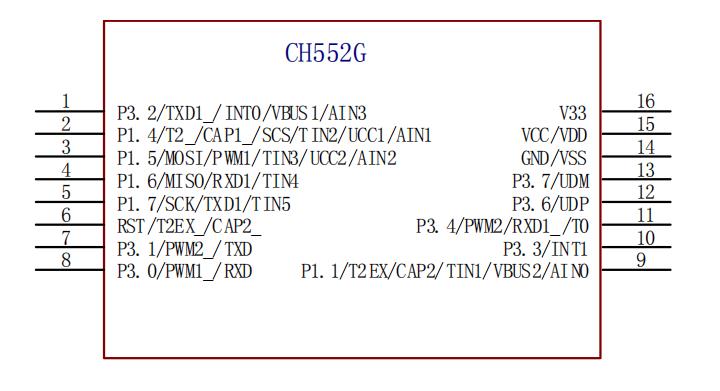 CH552G
1 P3.2/TXD1_/INT0/VBUS1/AIN3 V33 16
2 P1.4/T2_/CAP1_/SCS/TIN2/UCC1/AIN1 VCC/VDD 15
3 P1.5/MOSI/PWM1/TIN3/UCC2/AIN2 GND/VSS 14
4 P1.6/MISO/RXD1/TIN4 P3.7/UDM 13
5 P1.7/SCK/TXD1/TIN5 P3.6/UDP 12
6 RST/T2EX_/CAP2_ P3.4/PWM2/RXD1_/T0 11
7 P3.1/PWM2_/TXD P3.3/INT1 10
8 P3.0/PWM1_/RXD P1.1/T2EX/CAP2/TIN1/VBUS2/AIN0 9